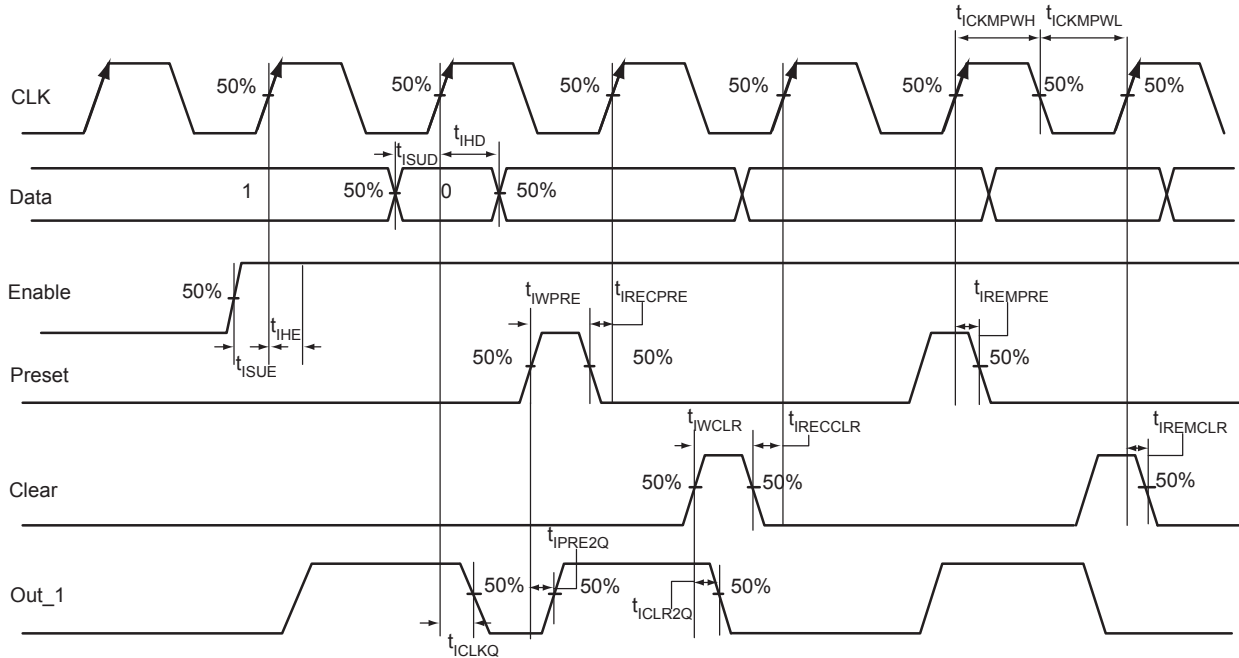 tICKMPWH tICKMPWL
CLK 50% 50% 50% 50% 50% 50% 50%
tISUD tIHD
Data 1 50% 0 50%
Enable 50% tIHE tISUE
tIWPRE tIRECPRE tIREMPRE
Preset 50% 50% 50%
tIWCLR tIRECCLR tIREMCLR
Clear 50% 50% 50%
tIPRE2Q
Out_1 50% 50% tICLR2Q 50%
tICLKQ